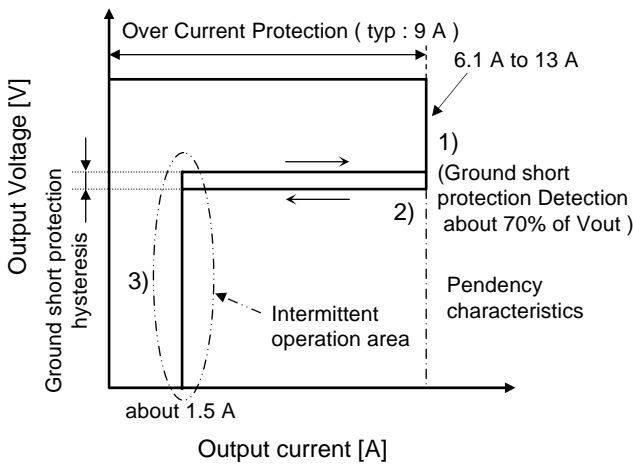 Over Current Protection ( typ : 9 A )
6.1 A to 13 A
Output Voltage [V]
1)
(Ground short
protection Detection
about 70% of Vout )
2)
Ground short protection
hysteresis
3)
Intermittent
operation area
Pendency
characteristics
about 1.5 A
Output current [A]